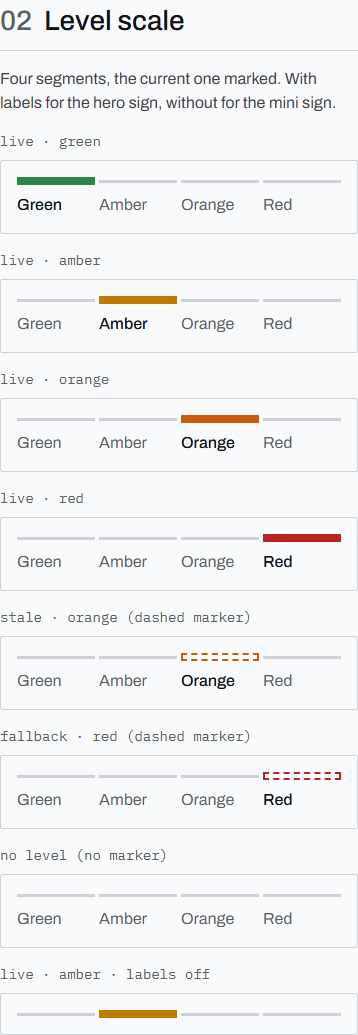 02 Level scale
Four segments, the current one marked. With
labels for the hero sign, without for the mini sign.
live · green
Green Amber Orange Red
live · amber
Green Amber Orange Red
live · orange
Green Amber Orange Red
live · red
Green Amber Orange Red
stale · orange (dashed marker)
Green Amber Orange Red
fallback · red (dashed marker)
Green Amber Orange Red
no level (no marker)
Green Amber Orange Red
live · amber · labels off